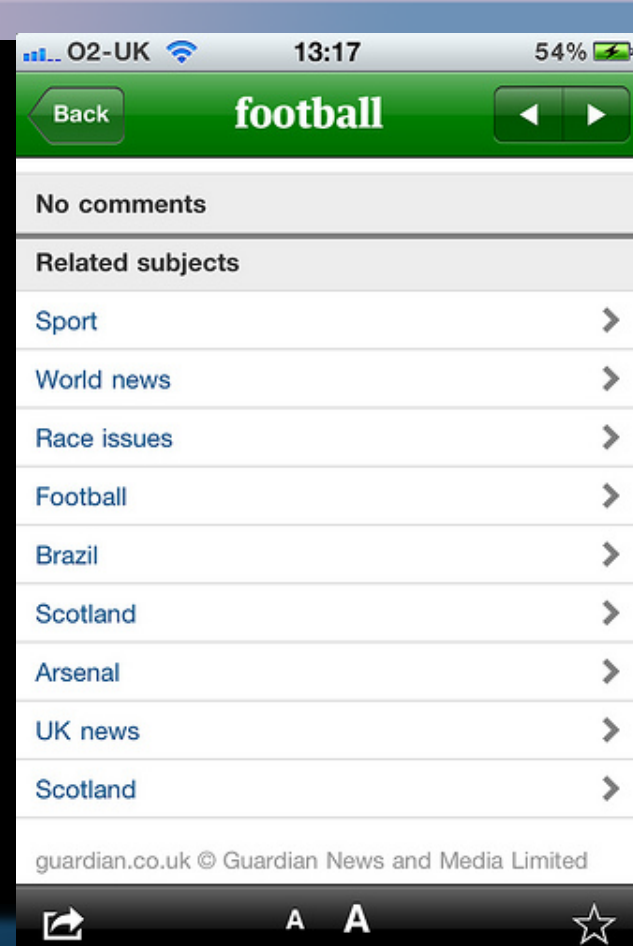 O2-UK 13:17 54%
Back football
No comments
Related subjects
Sport
World news
Race issues
Football
Brazil
Scotland
Arsenal
UK news
Scotland
guardian.co.uk © Guardian News and Media Limited
A A